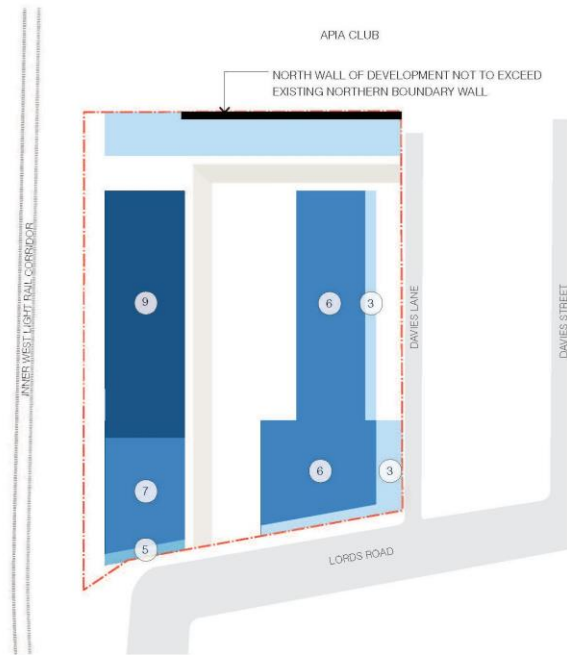 APIA CLUB
NORTH WALL OF DEVELOPMENT NOT TO EXCEED
EXISTING NORTHERN BOUNDARY WALL
INNER WEST LIGHT RAIL CORRIDOR
9
6
3
DAVIES LANE
DAVIES STREET
7
6
3
5
LORDS ROAD